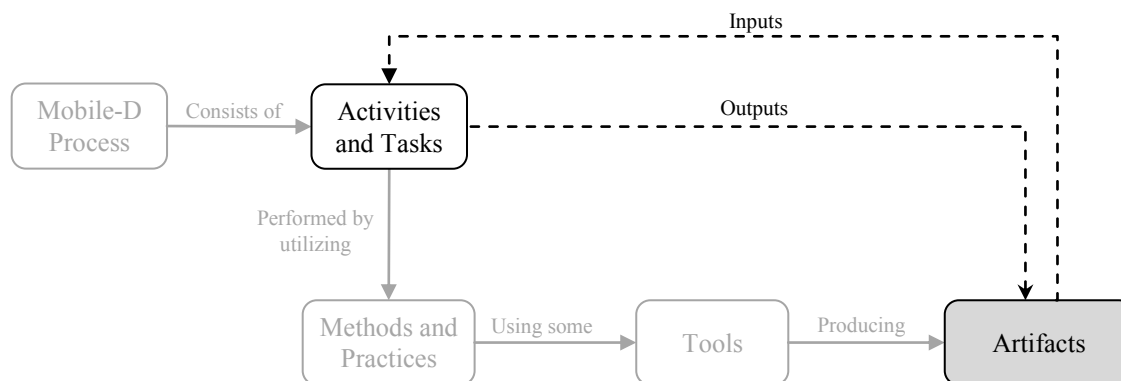 Inputs
Mobile-D
Process
Consists of
Activities
and Tasks
Outputs
Performed by
utilizing
Methods and
Practices
Using some
Tools
Producing
Artifacts